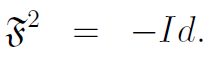 𝔉² = −Id.